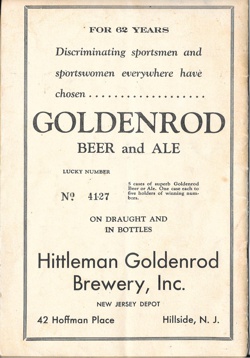 FOR 62 YEARS
Discriminating sportsmen and
sportswomen everywhere have
chosen ...................
GOLDENROD
BEER and ALE
LUCKY NUMBER
Nº 4127
5 cases of superb Goldenrod
Beer or Ale. One case each to
five holders of winning num-
bers.
ON DRAUGHT AND
IN BOTTLES
Hittleman Goldenrod
Brewery, Inc.
NEW JERSEY DEPOT
42 Hoffman Place Hillside, N. J.